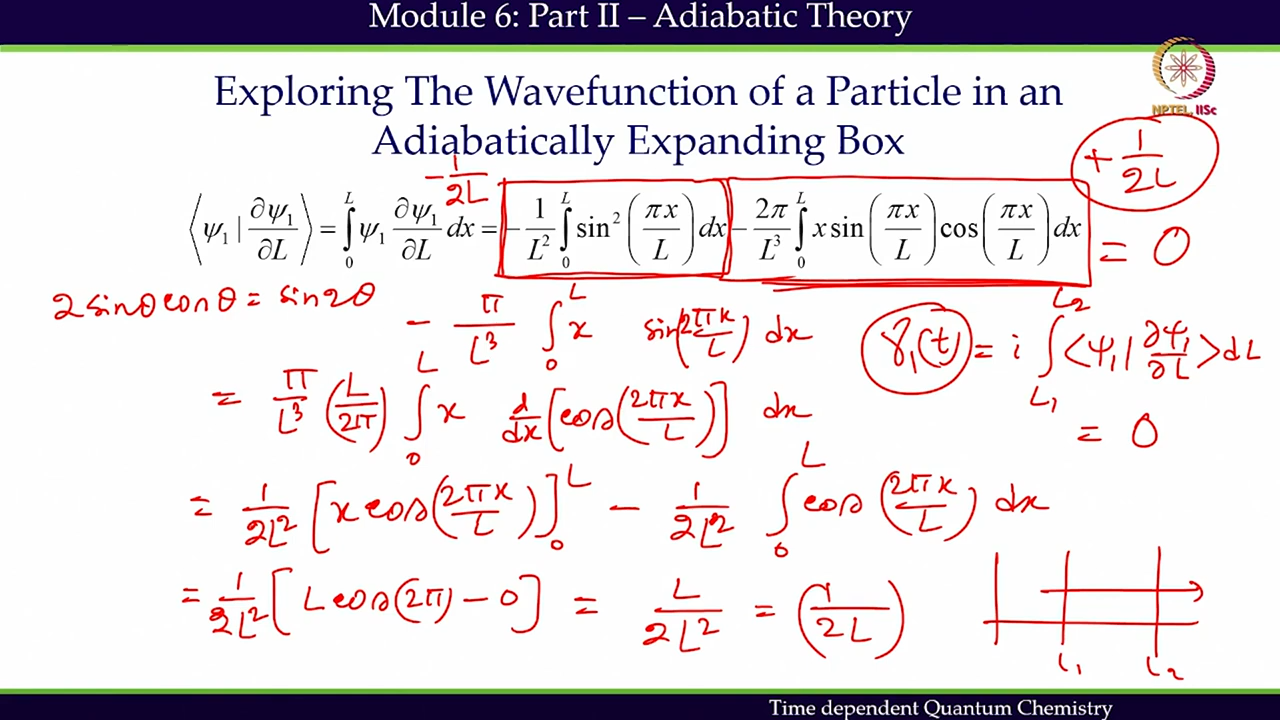 Module 6: Part II – Adiabatic Theory
NPTEL, IISc
Exploring The Wavefunction of a Particle in an
Adiabatically Expanding Box
-1/2L
+ 1/2L
⟨ψ₁ | ∂ψ₁/∂L⟩ = ∫₀ᴸ ψ₁ ∂ψ₁/∂L dx = - 1/L² ∫₀ᴸ sin² (πx/L) dx - 2π/L³ ∫₀ᴸ x sin (πx/L) cos (πx/L) dx
= 0
2 sinθ cosθ = sin2θ
- π/L³ ∫₀ᴸ x sin(2πx/L) dx
γ₁(t) = i ∫_L₁^L₂ ⟨ψ₁ | ∂ψ₁/∂L⟩ dL
= π/L³ (L/2π) ∫₀ᴸ x d/dx [cos(2πx/L)] dx
= 0
= 1/2L² [x cos(2πx/L)]₀ᴸ - 1/2L² ∫₀ᴸ cos (2πx/L) dx
= 1/2L² [L cos(2π) - 0] = L/2L² = (1/2L)
L₁ L₂
Time dependent Quantum Chemistry